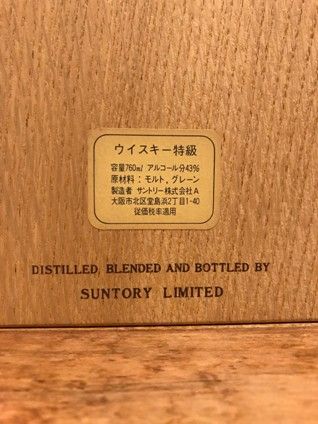 ウイスキー特級
容量760ml アルコール分43%
原材料：モルト、グレーン
製造者 サントリー株式会社A
大阪市北区堂島浜2丁目1-40
従価税率適用
DISTILLED, BLENDED AND BOTTLED BY
SUNTORY LIMITED